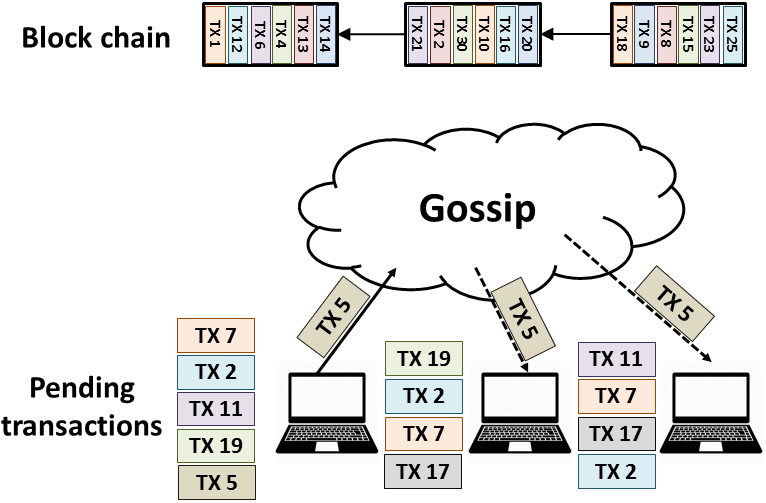 Block chain
TX 1
TX 12
TX 6
TX 4
TX 13
TX 14
TX 21
TX 2
TX 30
TX 10
TX 16
TX 20
TX 18
TX 9
TX 8
TX 15
TX 23
TX 25
Gossip
TX 5
TX 5
TX 5
Pending
transactions
TX 7
TX 2
TX 11
TX 19
TX 5
TX 19
TX 2
TX 7
TX 17
TX 11
TX 7
TX 17
TX 2